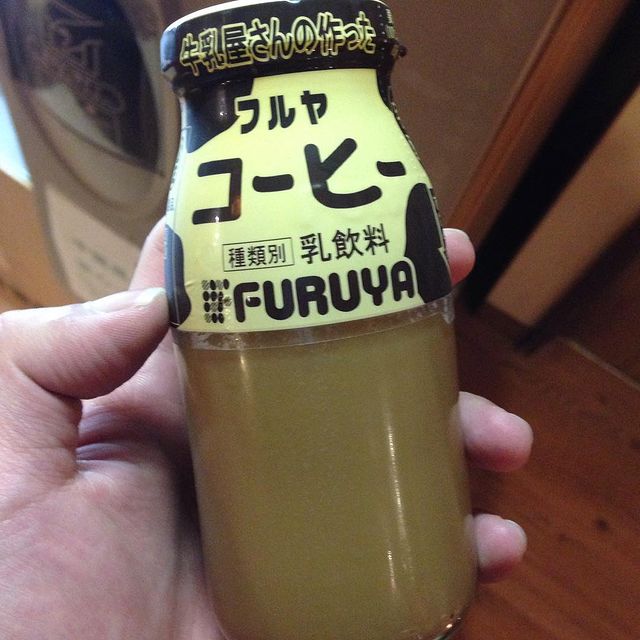 牛乳屋さんの作った
フルヤ
コーヒー
種類別 乳飲料
FURUYA